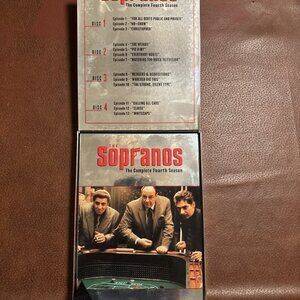 Sopranos
The Complete Fourth Season
DISC 1
Episode 1 - "FOR ALL DEBTS PUBLIC AND PRIVATE"
Episode 2 - "NO-SHOW"
Episode 3 - "CHRISTOPHER"
DISC 2
Episode 4 - "THE WEIGHT"
Episode 5 - "PIE O MY"
Episode 6 - "EVERYBODY HURTS"
Episode 7 - "WATCHING TOO MUCH TELEVISION"
DISC 3
Episode 8 - "MERGERS & ACQUISITIONS"
Episode 9 - "WHOEVER DID THIS"
Episode 10 - "THE STRONG, SILENT TYPE"
DISC 4
Episode 11 - "CALLING ALL CARS"
Episode 12 - "ELOISE"
Episode 13 - "WHITECAPS"
THE
SOPRANOS
The Complete Fourth Season